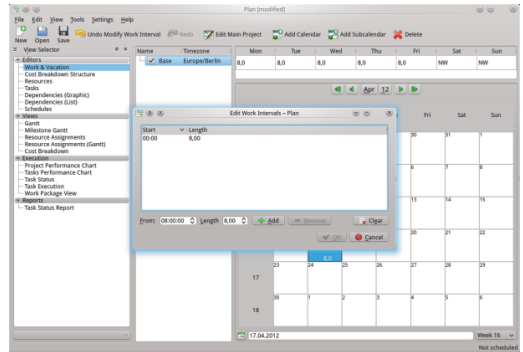 Plan [modified]
File Edit View Tools Settings Help
New Open Save Undo Modify Work Interval Redo Edit Main Project Add Calendar Add Subcalendar Delete
View Selector
Editors
Work & Vacation
Cost Breakdown Structure
Resources
Tasks
Dependencies (Graphic)
Dependencies (List)
Schedules
Views
Gantt
Milestone Gantt
Resource Assignments
Resource Assignments (Gantt)
Cost Breakdown
Execution
Project Performance Chart
Tasks Performance Chart
Task Status
Task Execution
Work Package View
Reports
Task Status Report
Name Timezone
Base Europe/Berlin
Mon Tue Wed Thu Fri Sat Sun
8,0 8,0 8,0 8,0 8,0 NW NW
Apr 12
Fri Sat Sun
30 31 1
6 7 8
13 14 15
20 21 22
8,0
17 23 24 25 26 27 28 29
18 30 1 2 3 4 5 6
17.04.2012 Week 16
Not scheduled
Edit Work Intervals – Plan
Start Length
00:00 8,00
From: 08:00:00 Length 8,00 Add Remove Clear
OK Cancel